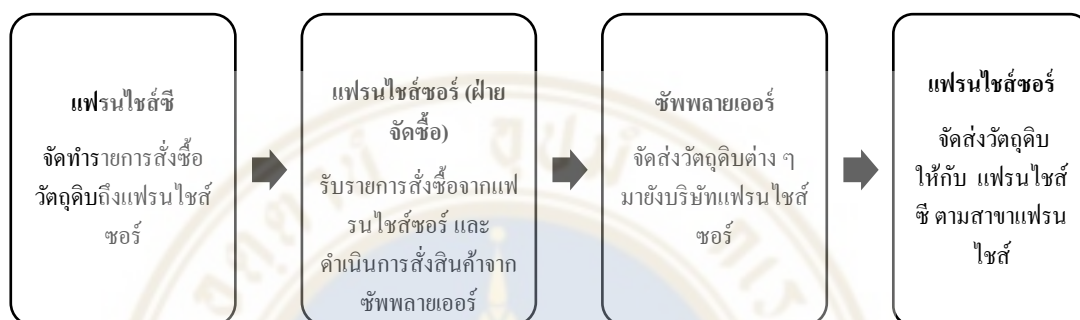 แฟรนไชส์ซี
จัดทำรายการสั่งซื้อ
วัตถุดิบถึงแฟรนไชส์
ซอร์
แฟรนไชส์ซอร์ (ฝ่าย
จัดซื้อ)
รับรายการสั่งซื้อจากแฟ
รนไชส์ซอร์ และ
ดำเนินการสั่งสินค้าจาก
ซัพพลายเออร์
ซัพพลายเออร์
จัดส่งวัตถุดิบต่าง ๆ
มายังบริษัทแฟรนไชส์
ซอร์
แฟรนไชส์ซอร์
จัดส่งวัตถุดิบ
ให้กับ แฟรนไชส์
ซี ตามสาขาแฟรน
ไชส์